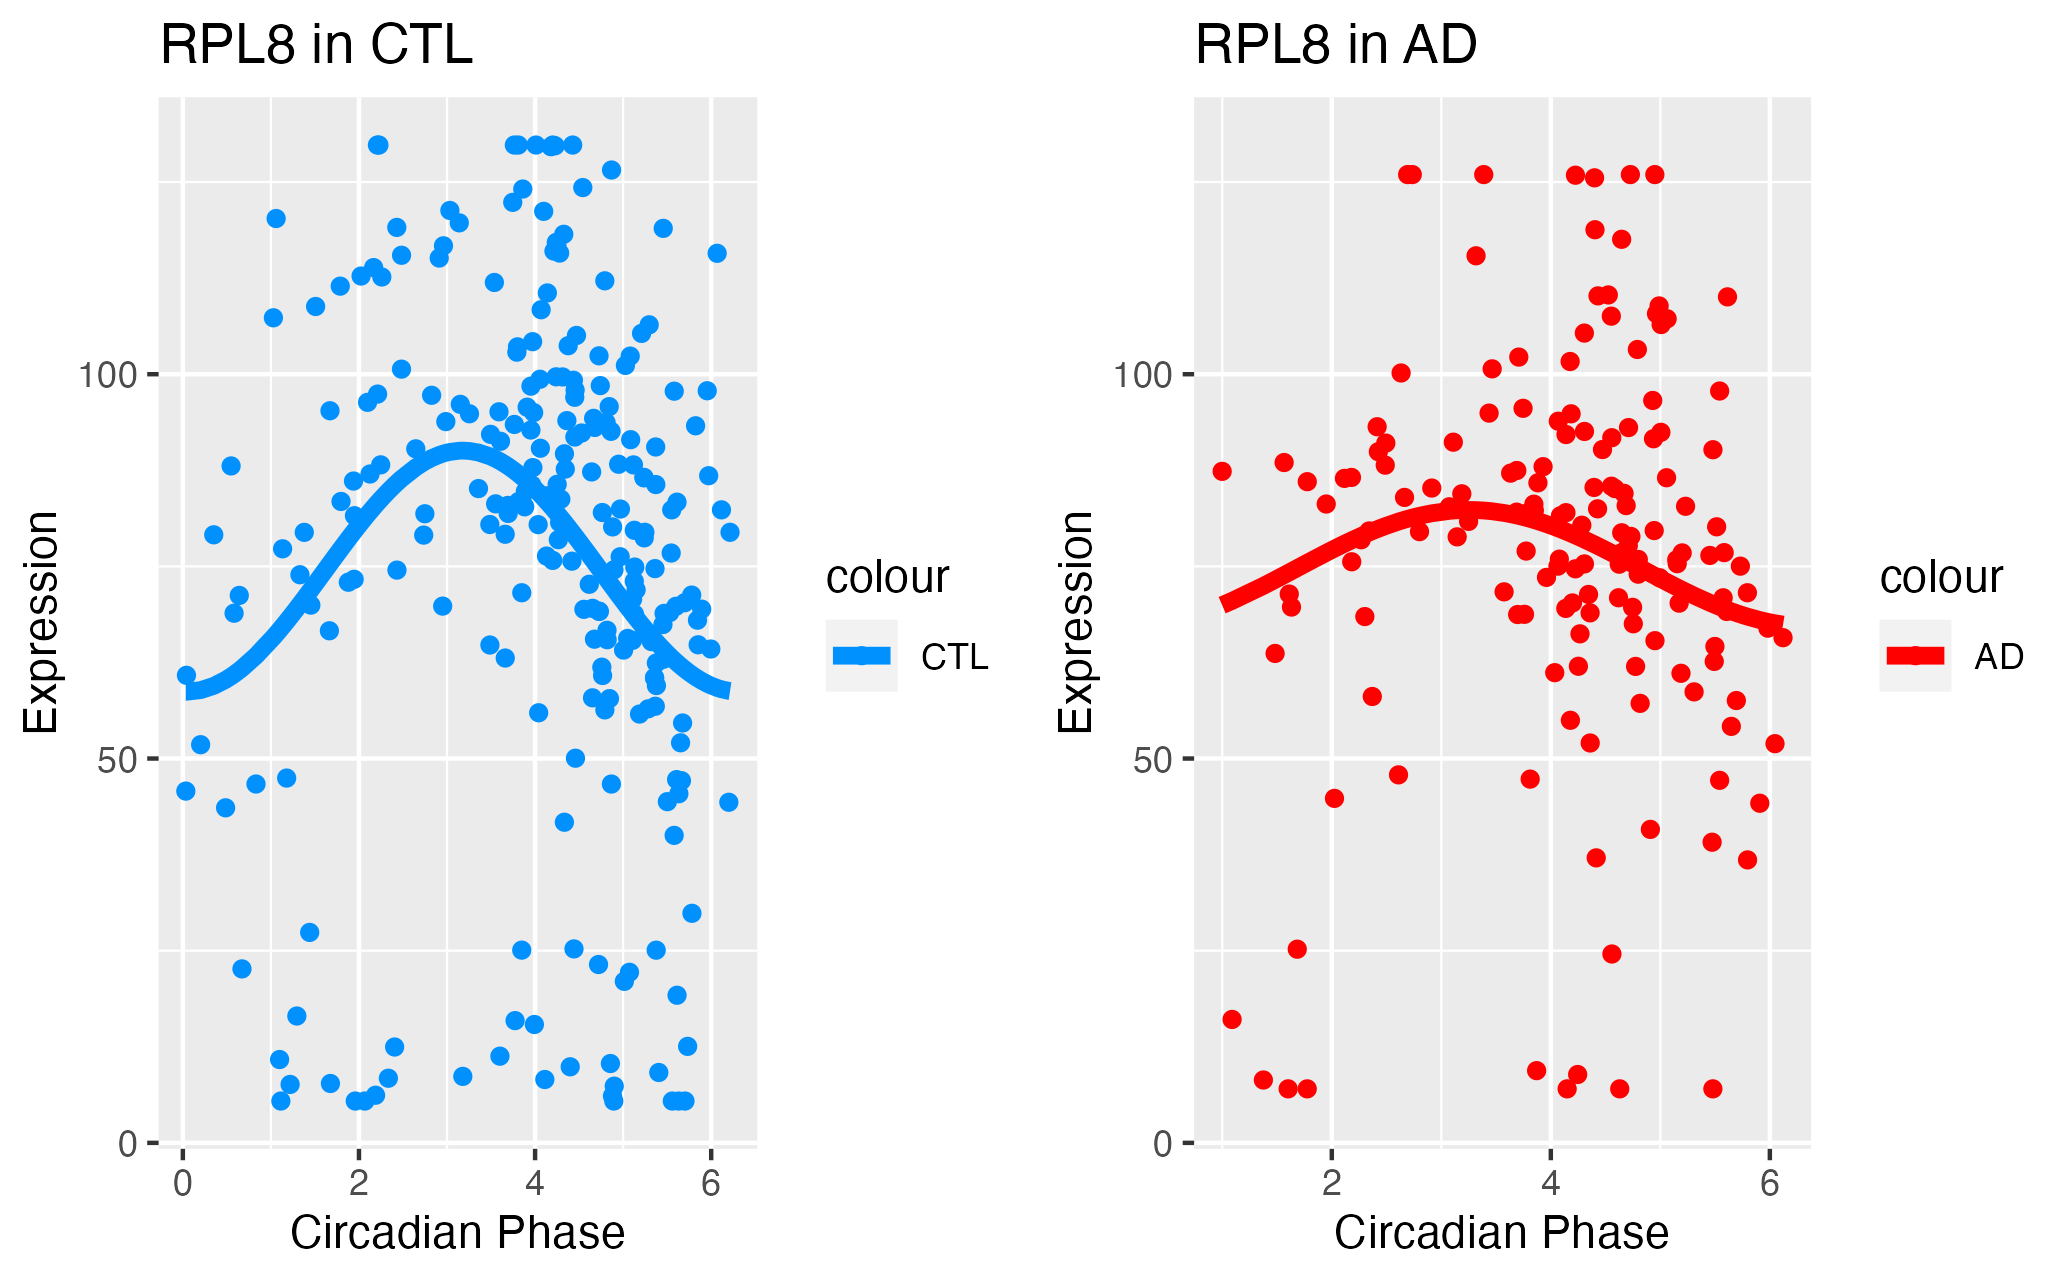 RPL8 in CTL
100
50
0
0 2 4 6
Expression
Circadian Phase
colour
CTL
RPL8 in AD
100
50
0
2 4 6
Expression
Circadian Phase
colour
AD